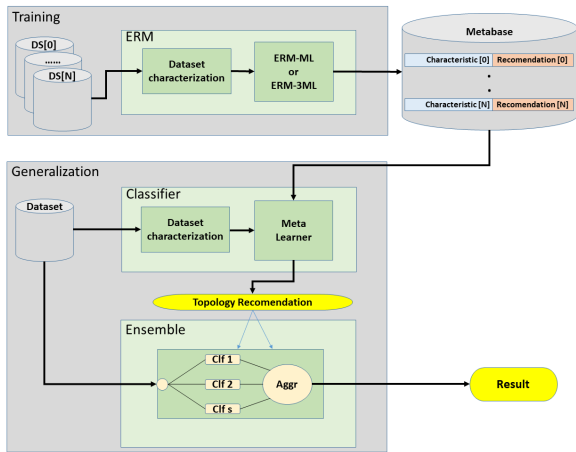 Training
DS[0]
......
DS[N]
ERM
Dataset
characterization
ERM-ML
or
ERM-3ML
Metabase
Characteristic [0] Recomendation [0]
Characteristic [N] Recomendation [N]
Generalization
Dataset
Classifier
Dataset
characterization
Meta
Learner
Topology Recomendation
Ensemble
Clf 1
Clf 2
Clf s
Aggr
Result